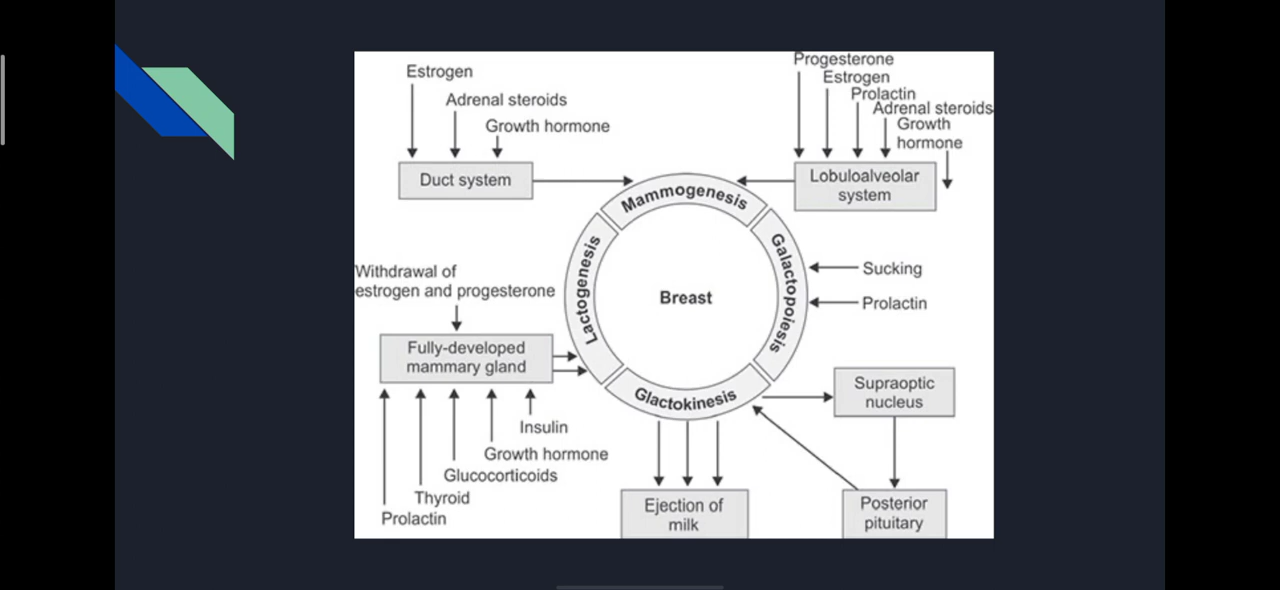 Estrogen
Adrenal steroids
Growth hormone
Duct system
Progesterone
Estrogen
Prolactin
Adrenal steroids
Growth
hormone
Lobuloalveolar
system
Mammogenesis
Galactopoiesis
Glactokinesis
Lactogenesis
Breast
Sucking
Prolactin
Withdrawal of
estrogen and progesterone
Fully-developed
mammary gland
Insulin
Growth hormone
Glucocorticoids
Thyroid
Prolactin
Supraoptic
nucleus
Ejection of
milk
Posterior
pituitary